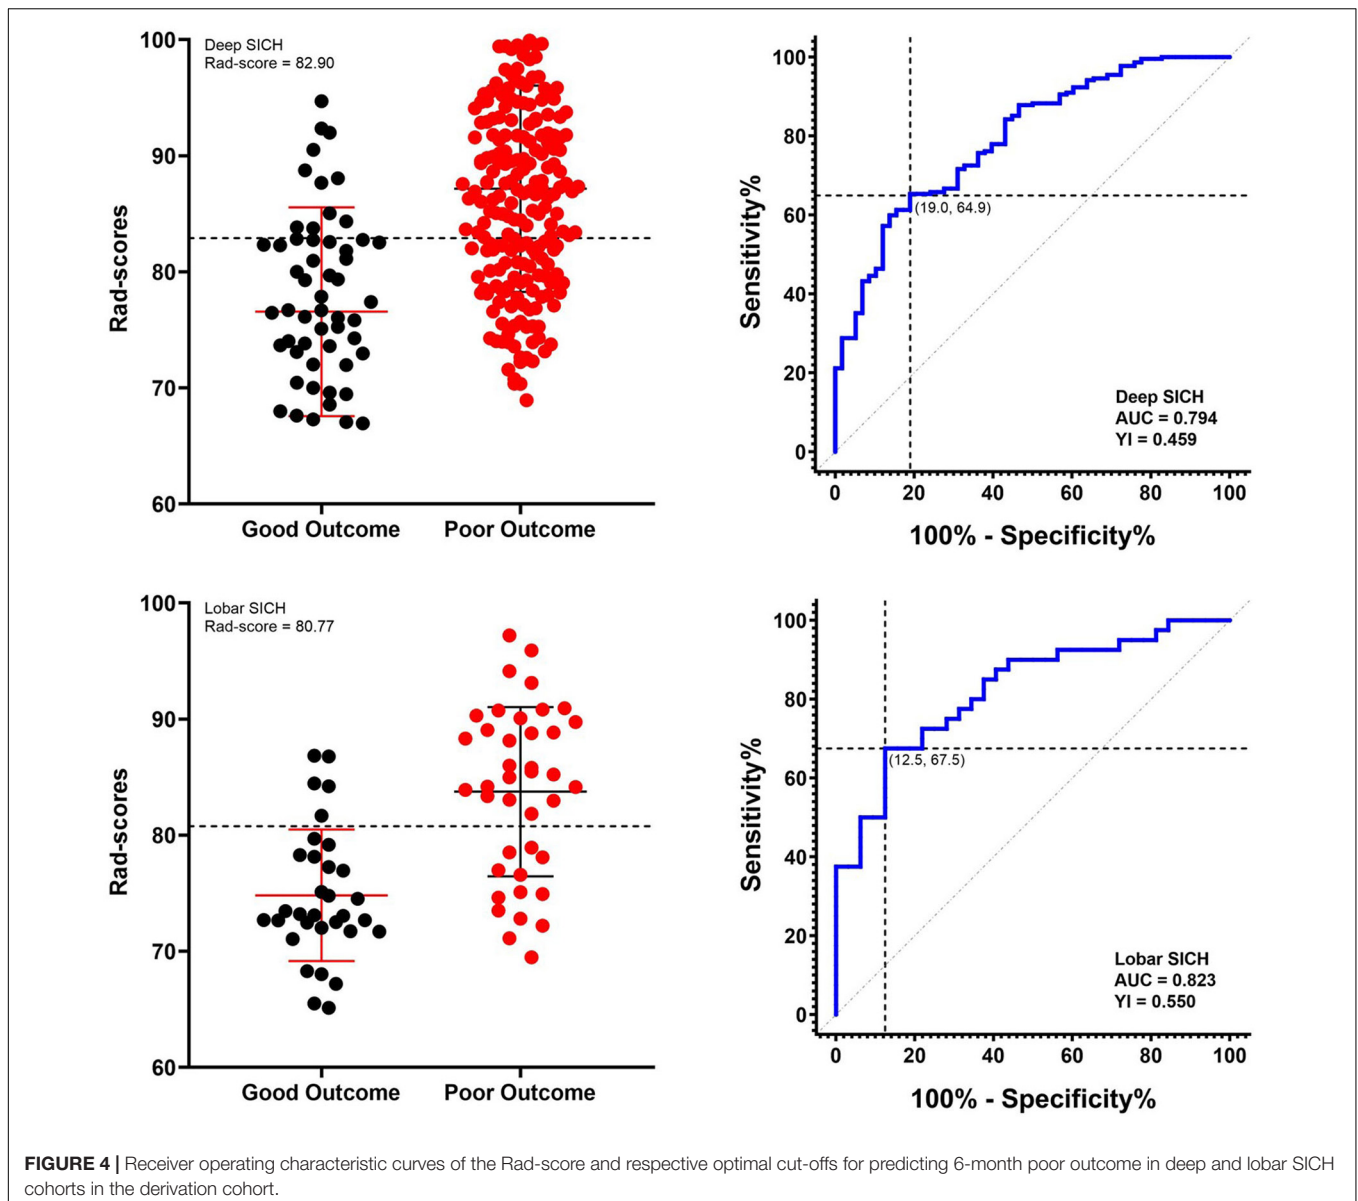 100
90
80
70
60
Rad-scores
Deep SICH
Rad-score = 82.90
Good Outcome
Poor Outcome
100
80
60
40
20
0
Sensitivity%
(19.0, 64.9)
Deep SICH
AUC = 0.794
YI = 0.459
0 20 40 60 80 100
100% - Specificity%
100
90
80
70
60
Rad-scores
Lobar SICH
Rad-score = 80.77
Good Outcome
Poor Outcome
100
80
60
40
20
0
Sensitivity%
(12.5, 67.5)
Lobar SICH
AUC = 0.823
YI = 0.550
0 20 40 60 80 100
100% - Specificity%
FIGURE 4 | Receiver operating characteristic curves of the Rad-score and respective optimal cut-offs for predicting 6-month poor outcome in deep and lobar SICH
cohorts in the derivation cohort.